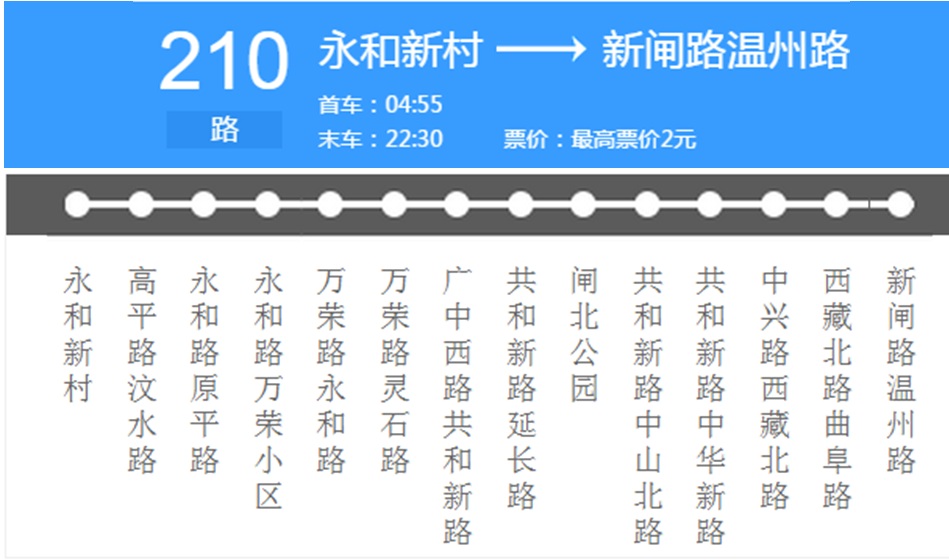 210
路
永和新村 → 新闸路温州路
首车：04:55
末车：22:30 票价：最高票价2元
永和新村
高平路汶水路
永和路原平路
永和路万荣小区
万荣路永和路
万荣路灵石路
广中西路共和新路
共和新路延长路
闸北公园
共和新路中山北路
共和新路中华新路
中兴路西藏北路
西藏北路曲阜路
新闸路温州路